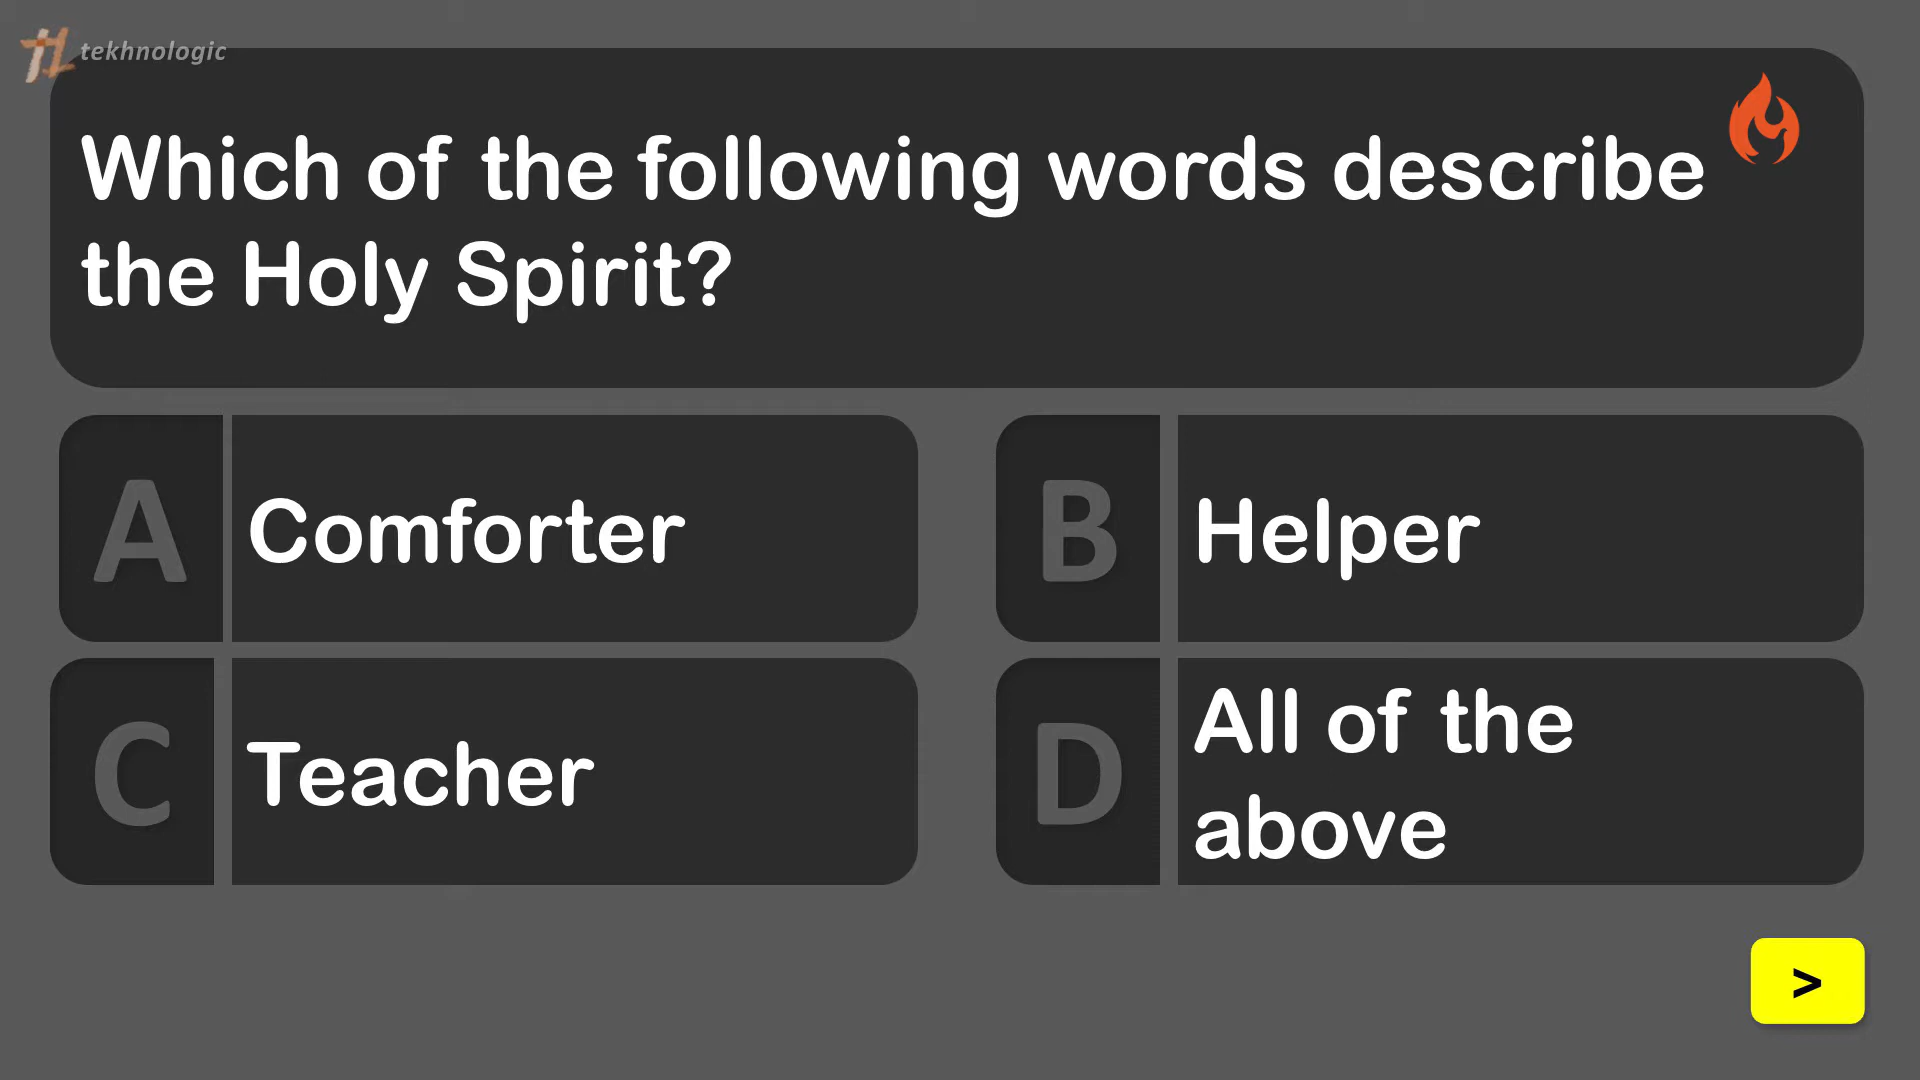 tekhnologic
Which of the following words describe
the Holy Spirit?
A
Comforter
B
Helper
C
Teacher
D
All of the
above
>